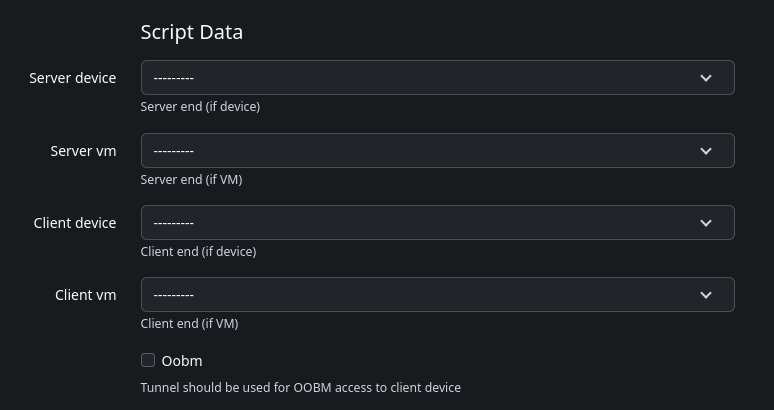 Script Data
Server device
---------
Server end (if device)
Server vm
---------
Server end (if VM)
Client device
---------
Client end (if device)
Client vm
---------
Client end (if VM)
Oobm
Tunnel should be used for OOBM access to client device